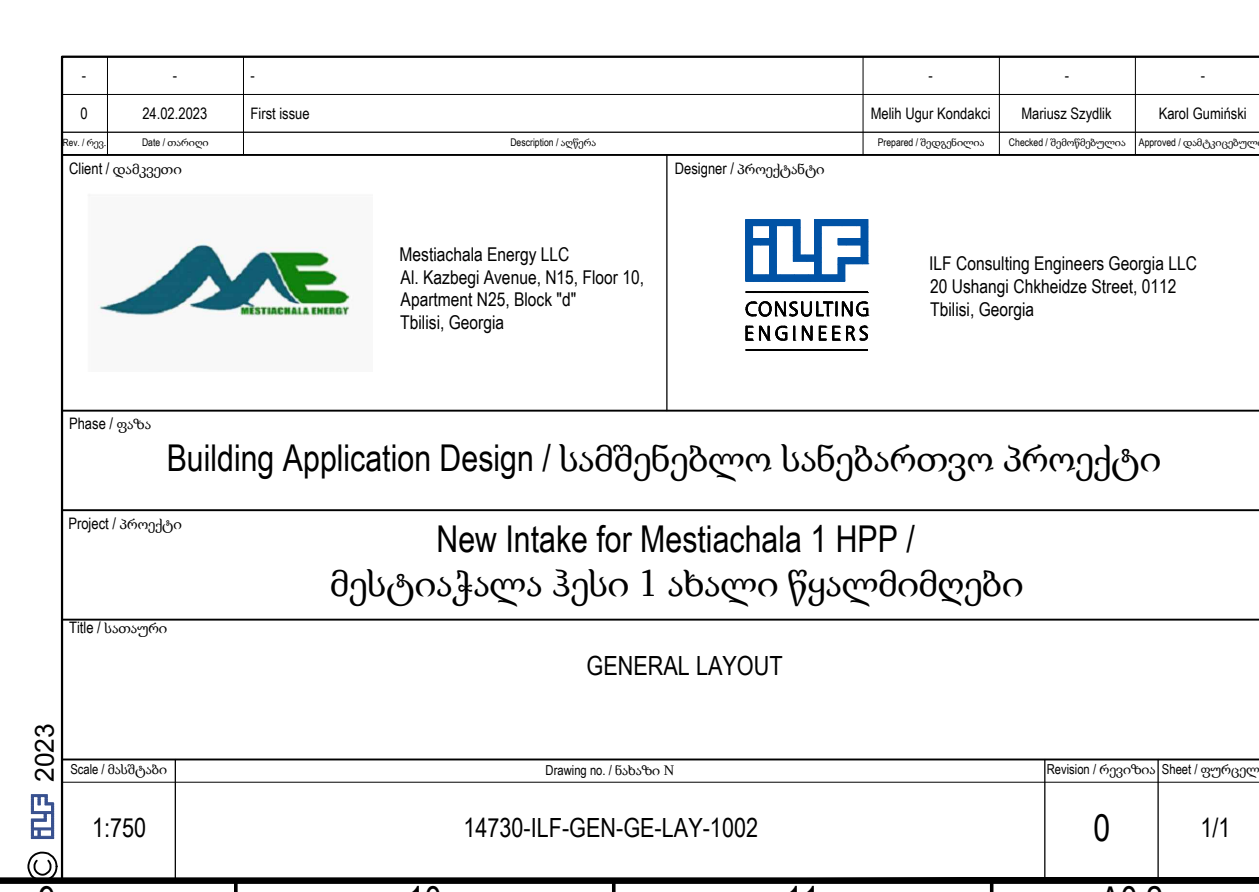 - - - - - -
0 24.02.2023 First issue Melih Ugur Kondakci Mariusz Szydlik Karol Gumiński
Rev. / რევ. Date / თარიღი Description / აღწერა Prepared / შედგენილია Checked / შემოწმებულია Approved /
Client / დამკვეთი
MESTIACHALA ENERGY
Mestiachala Energy LLC
Al. Kazbegi Avenue, N15, Floor 10,
Apartment N25, Block "d"
Tbilisi, Georgia
Designer / პროექტანტი
iLF
CONSULTING
ENGINEERS
ILF Consulting Engineers Georgia LLC
20 Ushangi Chkheidze Street, 0112
Tbilisi, Georgia
Phase / ფაზა
Building Application Design / სამშენებლო სანებართვო პროექტი
Project / პროექტი
New Intake for Mestiachala 1 HPP /
მესტიაჭალა ჰესი 1 ახალი წყალმიმღები
Title / სათაური
GENERAL LAYOUT
Scale / მასშტაბი Drawing no. / ნახაზი N Revision / რევიზია Sheet / ფურცელ
1:750 14730-ILF-GEN-GE-LAY-1002 0 1/1
© iLF 2023